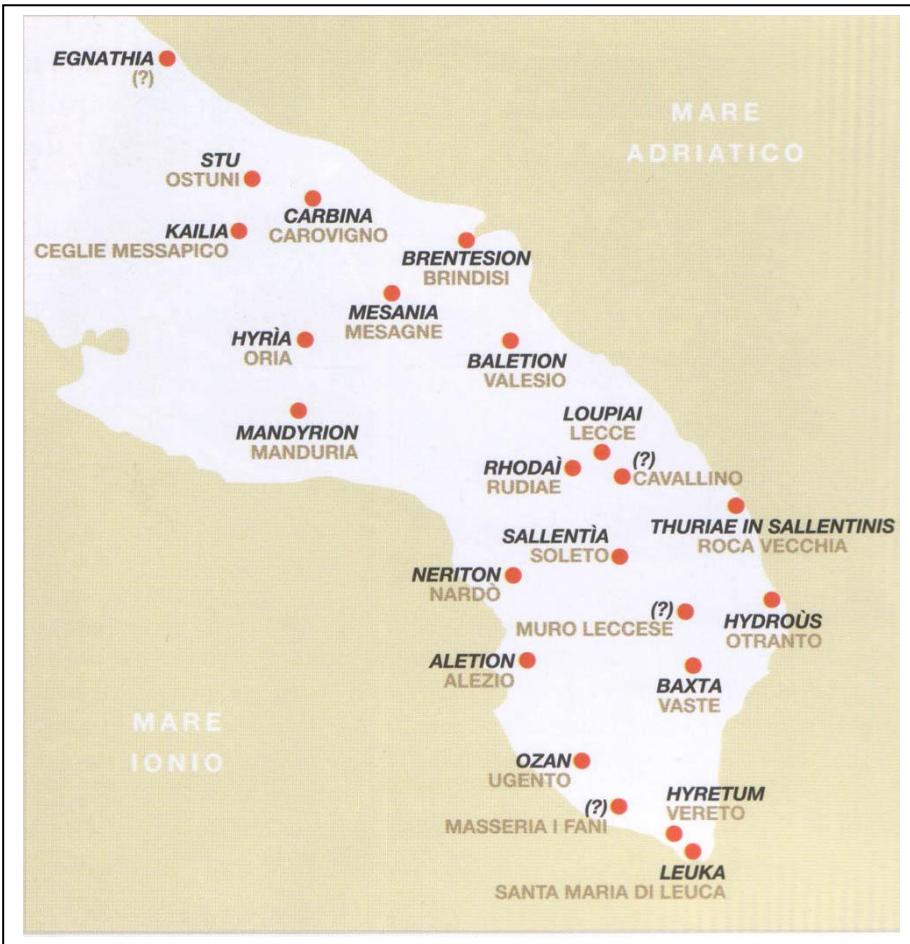 EGNATHIA
(?)
MARE
ADRIATICO
STU
OSTUNI
CARBINA
CAROVIGNO
KAILIA
CEGLIE MESSAPICO
BRENTESION
BRINDISI
MESANIA
MESAGNE
HYRÌA
ORIA
BALETION
VALESIO
MANDYRION
MANDURIA
LOUPIAI
LECCE
(?)
CAVALLINO
RHODAÌ
RUDIAE
THURIAE IN SALLENTINIS
ROCA VECCHIA
SALLENTÌA
SOLETO
NERITON
NARDÒ
(?)
MURO LECCESE
HYDROÙS
OTRANTO
ALETION
ALEZIO
BAXTA
VASTE
MARE
IONIO
OZAN
UGENTO
(?)
MASSERIA I FANI
HYRETUM
VERETO
LEUKA
SANTA MARIA DI LEUCA